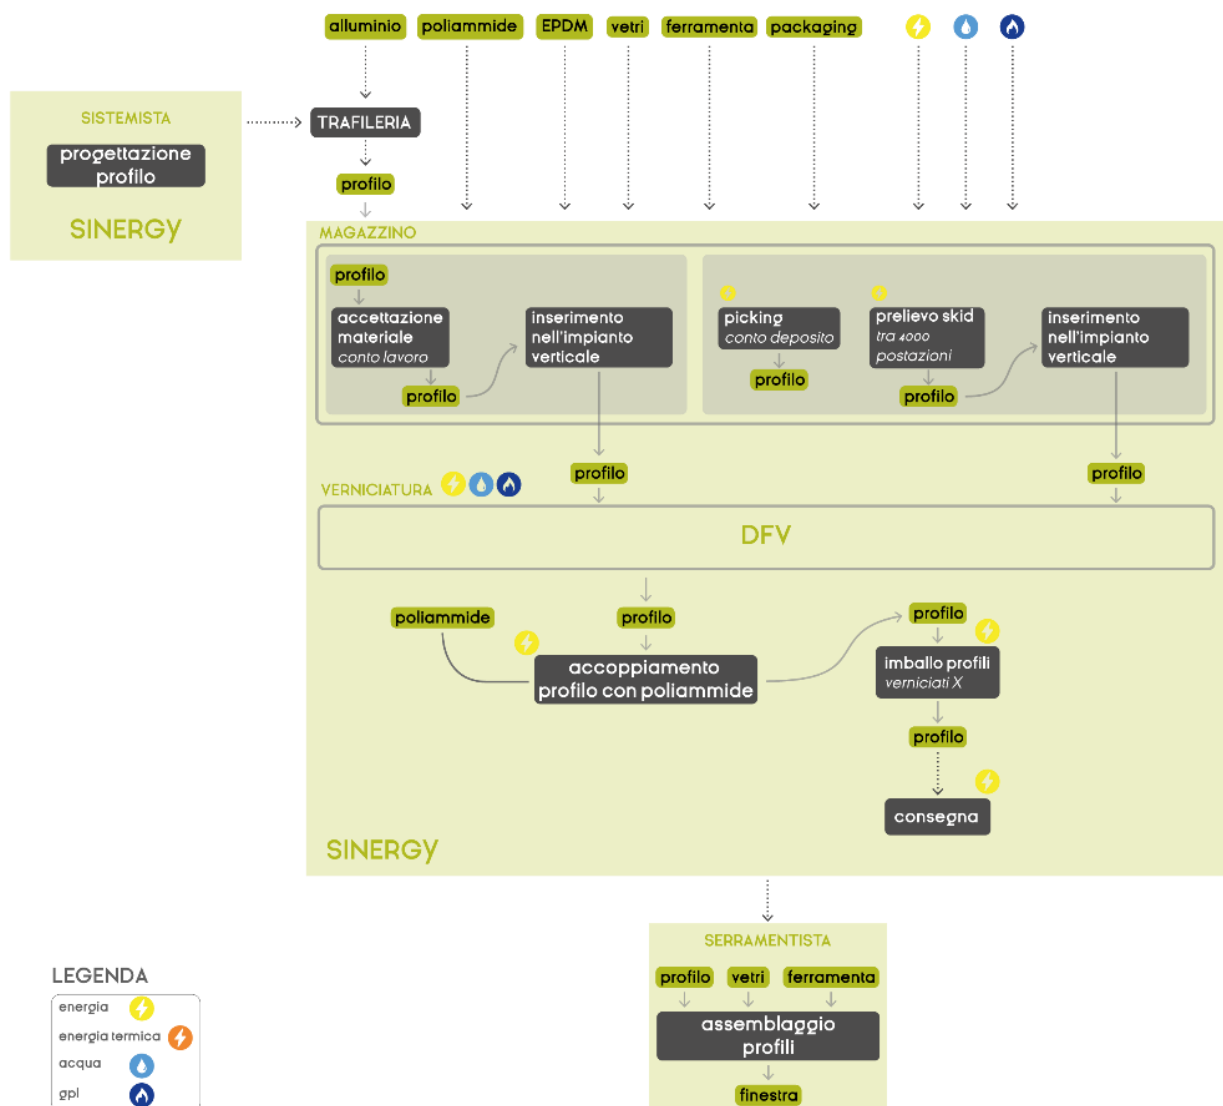 alluminio
poliammide
EPDM
vetri
ferramenta
packaging
SISTEMISTA
progettazione
profilo
SINERGY
TRAFILERIA
profilo
MAGAZZINO
profilo
accettazione
materiale
conto lavoro
profilo
inserimento
nell'impianto
verticale
picking
conto deposito
profilo
prelievo skid
tra 4000
postazioni
profilo
inserimento
nell'impianto
verticale
profilo
profilo
VERNICIATURA
DFV
poliammide
profilo
accoppiamento
profilo con poliammide
profilo
imballo profili
verniciati X
profilo
consegna
SINERGY
SERRAMENTISTA
profilo
vetri
ferramenta
assemblaggio
profili
finestra
LEGENDA
energia
energia termica
acqua
gpl